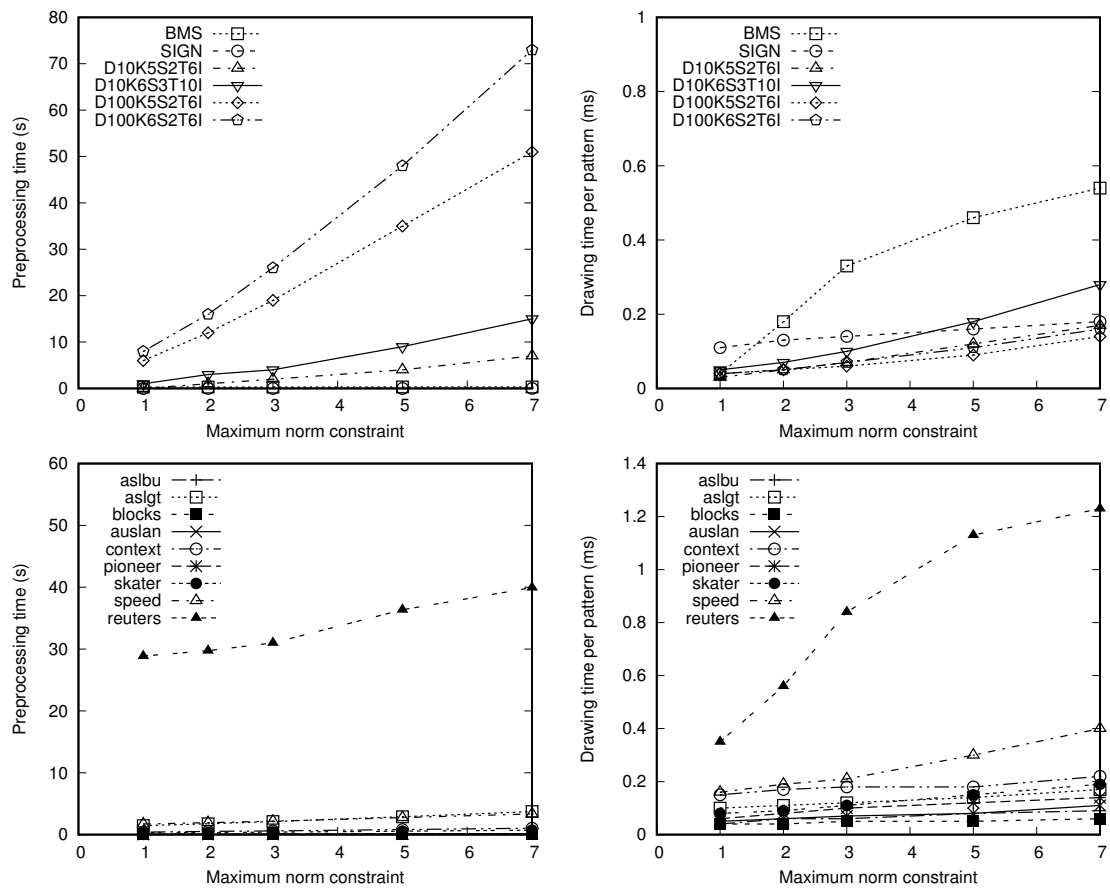 80
70
60
50
40
30
20
10
0
0 1 2 3 4 5 6 7
Preprocessing time (s)
Maximum norm constraint
BMS
SIGN
D10K5S2T6I
D10K6S3T10I
D100K5S2T6I
D100K6S2T6I
1
0.8
0.6
0.4
0.2
0
0 1 2 3 4 5 6 7
Drawing time per pattern (ms)
Maximum norm constraint
BMS
SIGN
D10K5S2T6I
D10K6S3T10I
D100K5S2T6I
D100K6S2T6I
60
50
40
30
20
10
0
0 1 2 3 4 5 6 7
Preprocessing time (s)
Maximum norm constraint
aslbu
aslgt
blocks
auslan
context
pioneer
skater
speed
reuters
1.4
1.2
1
0.8
0.6
0.4
0.2
0
0 1 2 3 4 5 6 7
Drawing time per pattern (ms)
Maximum norm constraint
aslbu
aslgt
blocks
auslan
context
pioneer
skater
speed
reuters